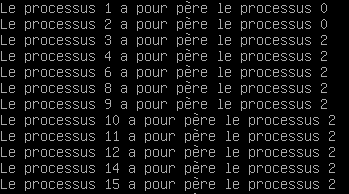 Le processus 1 a pour père le processus 0
Le processus 2 a pour père le processus 0
Le processus 3 a pour père le processus 2
Le processus 4 a pour père le processus 2
Le processus 6 a pour père le processus 2
Le processus 8 a pour père le processus 2
Le processus 9 a pour père le processus 2
Le processus 10 a pour père le processus 2
Le processus 11 a pour père le processus 2
Le processus 12 a pour père le processus 2
Le processus 14 a pour père le processus 2
Le processus 15 a pour père le processus 2